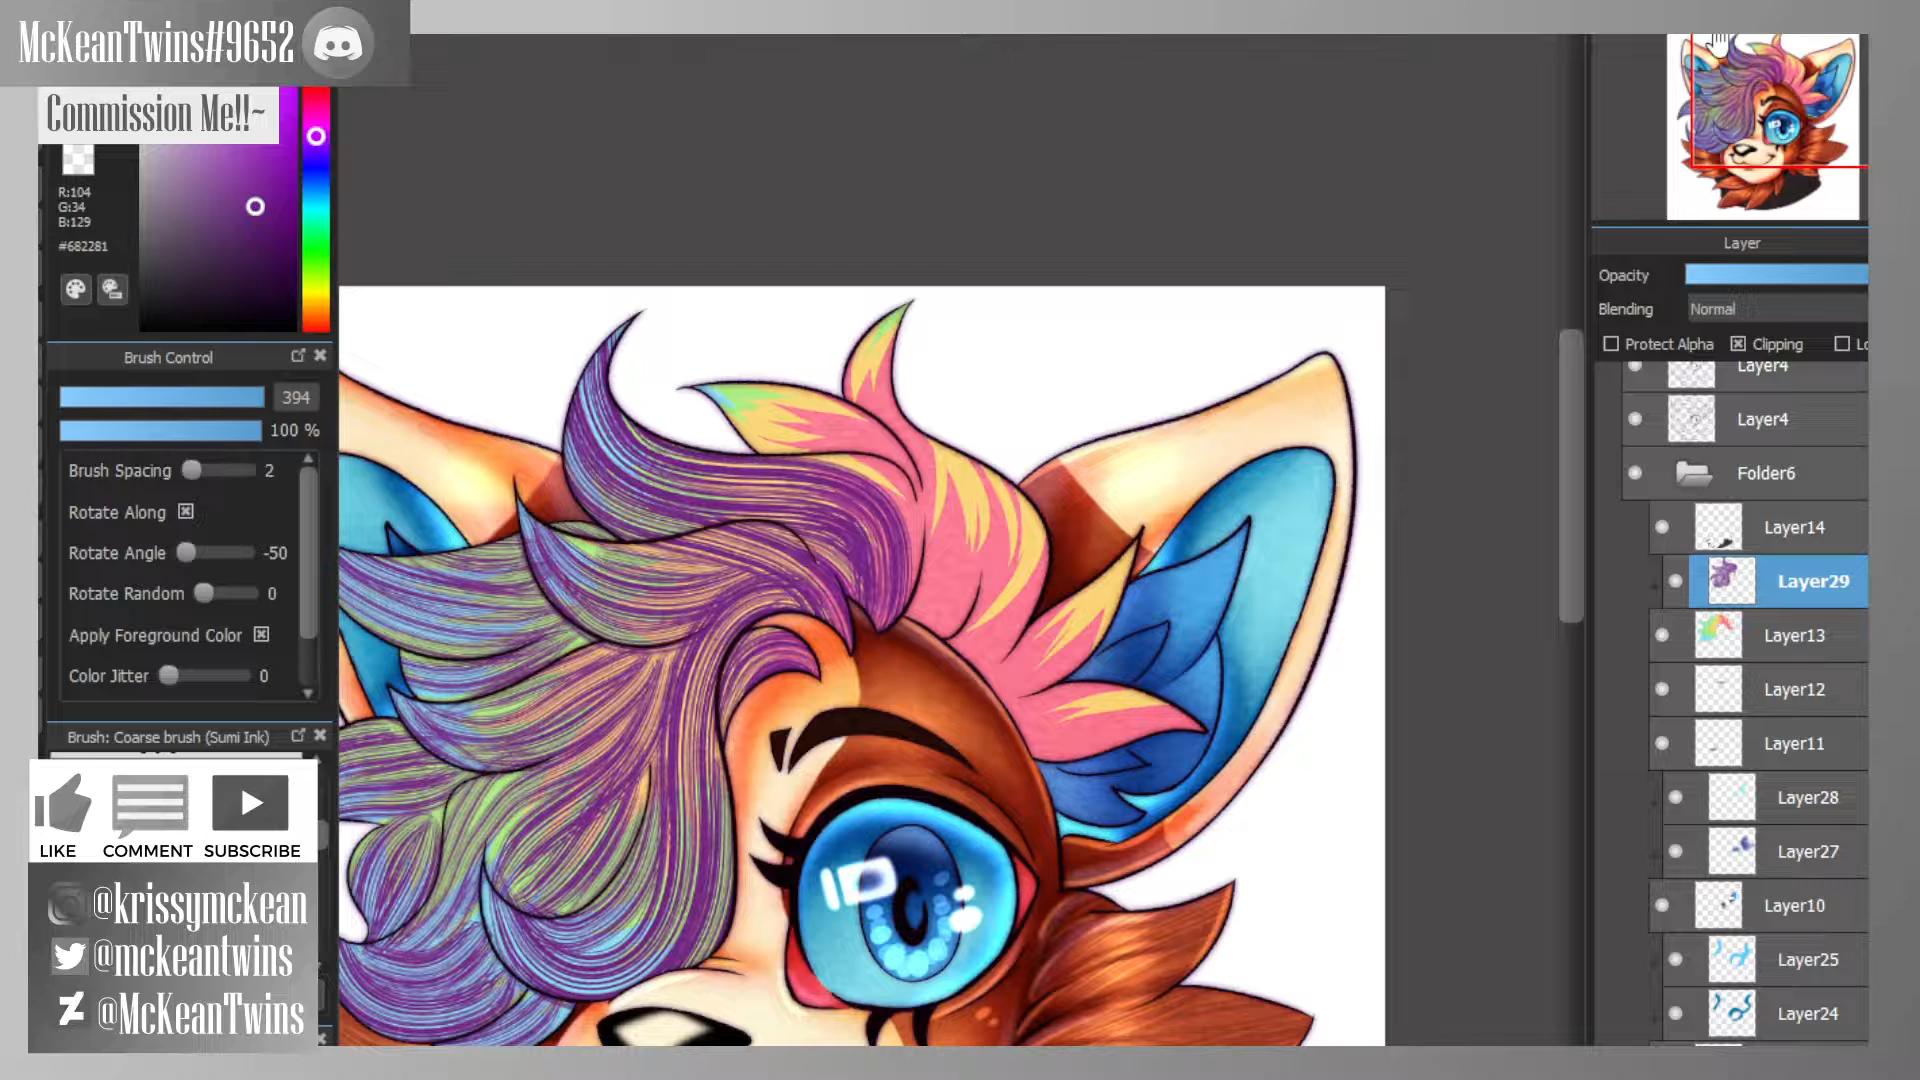 McKeanTwins#9652
Commission Me!!~
R:104
G:34
B:129
#682281
Brush Control
394
100 %
Brush Spacing 2
Rotate Along
Rotate Angle -50
Rotate Random 0
Apply Foreground Color
Color Jitter 0
Brush: Coarse brush (Sumi Ink)
LIKE COMMENT SUBSCRIBE
@krissymckean
@mckeantwins
@McKeanTwins
Layer
Opacity
Blending Normal
Protect Alpha Clipping Lo
Layer4
Layer4
Folder6
Layer14
Layer29
Layer13
Layer12
Layer11
Layer28
Layer27
Layer10
Layer25
Layer24